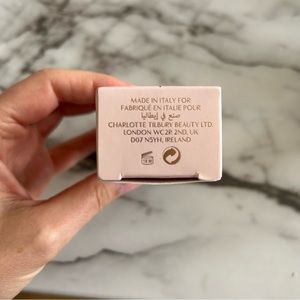 MADE IN ITALY FOR
FABRIQUÉ EN ITALIE POUR
صنع في إيطاليا
CHARLOTTE TILBURY BEAUTY LTD.
LONDON WC2R 2ND, UK
D07 N5YH, IRELAND